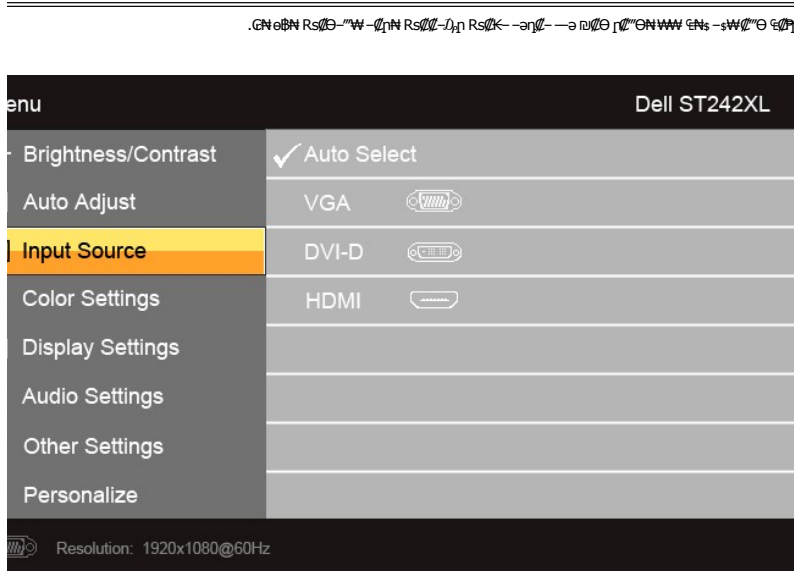 enu
Dell ST242XL
Brightness/Contrast
Auto Select
Auto Adjust
VGA
Input Source
DVI-D
Color Settings
HDMI
Display Settings
Audio Settings
Other Settings
Personalize
Resolution: 1920x1080@60Hz